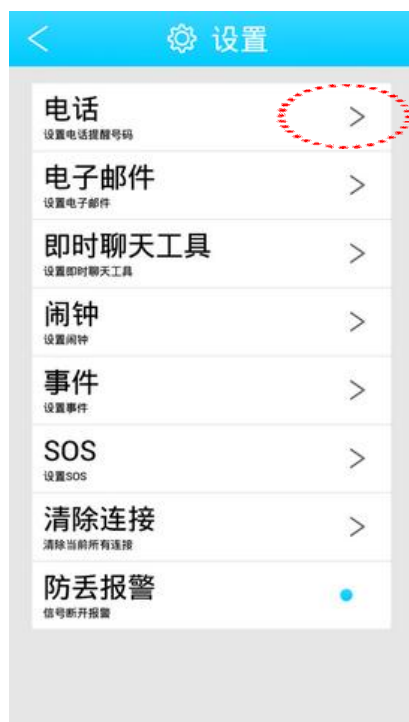 设置
电话
设置电话提醒号码
电子邮件
设置电子邮件
即时聊天工具
设置即时聊天工具
闹钟
设置闹钟
事件
设置事件
SOS
设置SOS
清除连接
清除当前所有连接
防丢报警
信号断开报警